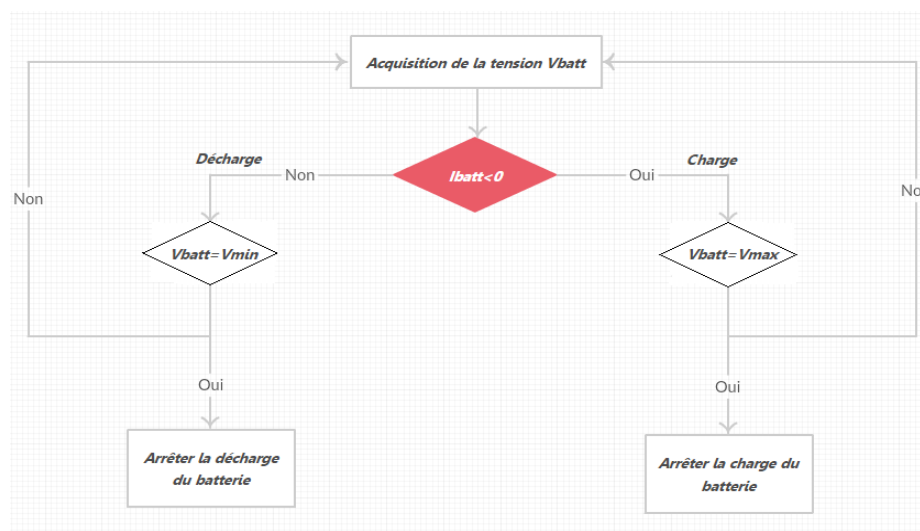 Acquisition de la tension Vbatt
Décharge
Charge
Non
Ibatt<0
Oui
Non
No
Vbatt=Vmin
Vbatt=Vmax
Oui
Oui
Arrêter la décharge
du batterie
Arrêter la charge du
batterie